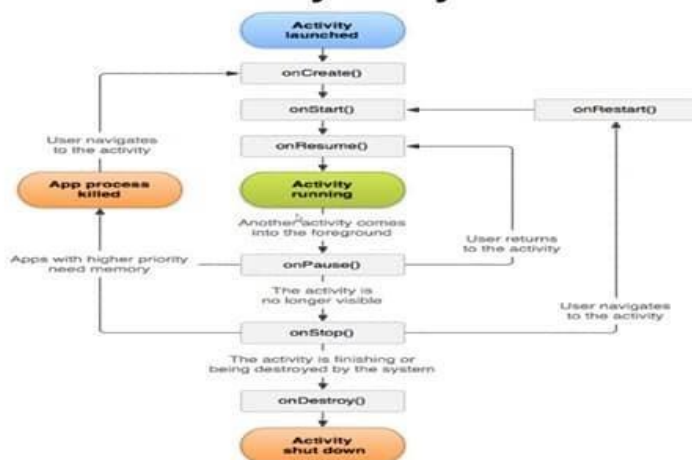 Activity
launched
onCreate()
onStart()
onRestart()
onResume()
User navigates
to the activity
App process
killed
Activity
running
Another activity comes
into the foreground
User returns
to the activity
Apps with higher priority
need memory
onPause()
The activity is
no longer visible
User navigates
to the activity
onStop()
The activity is finishing or
being destroyed by the system
onDestroy()
Activity
shut down